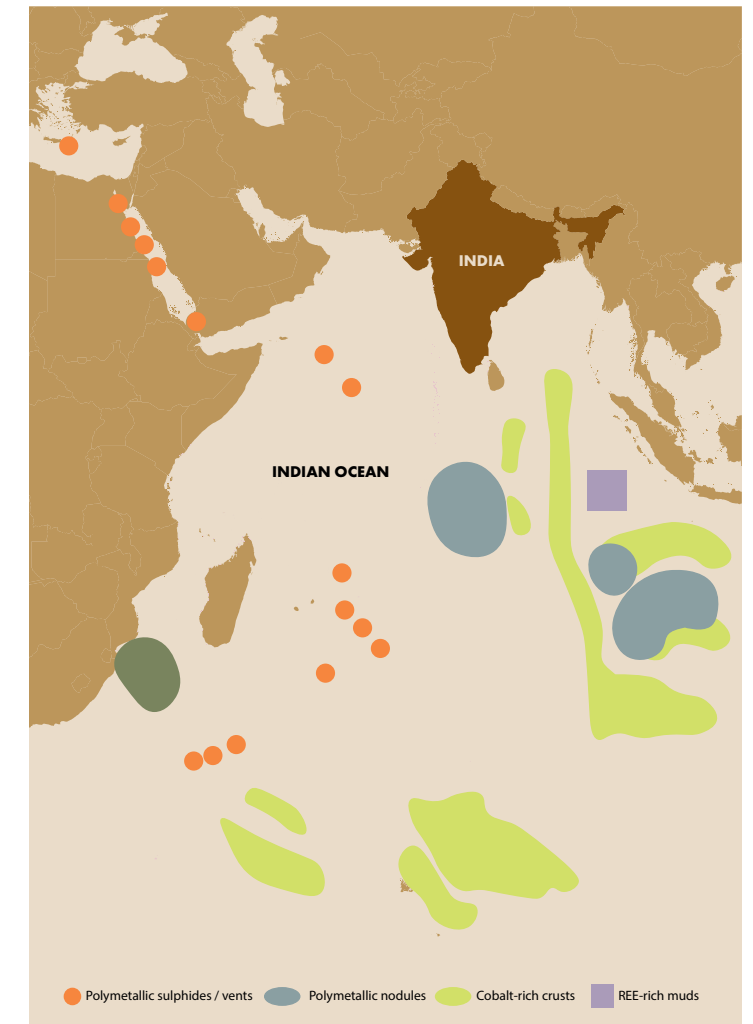 INDIA
INDIAN OCEAN
Polymetallic sulphides / vents Polymetallic nodules Cobalt-rich crusts REE-rich muds